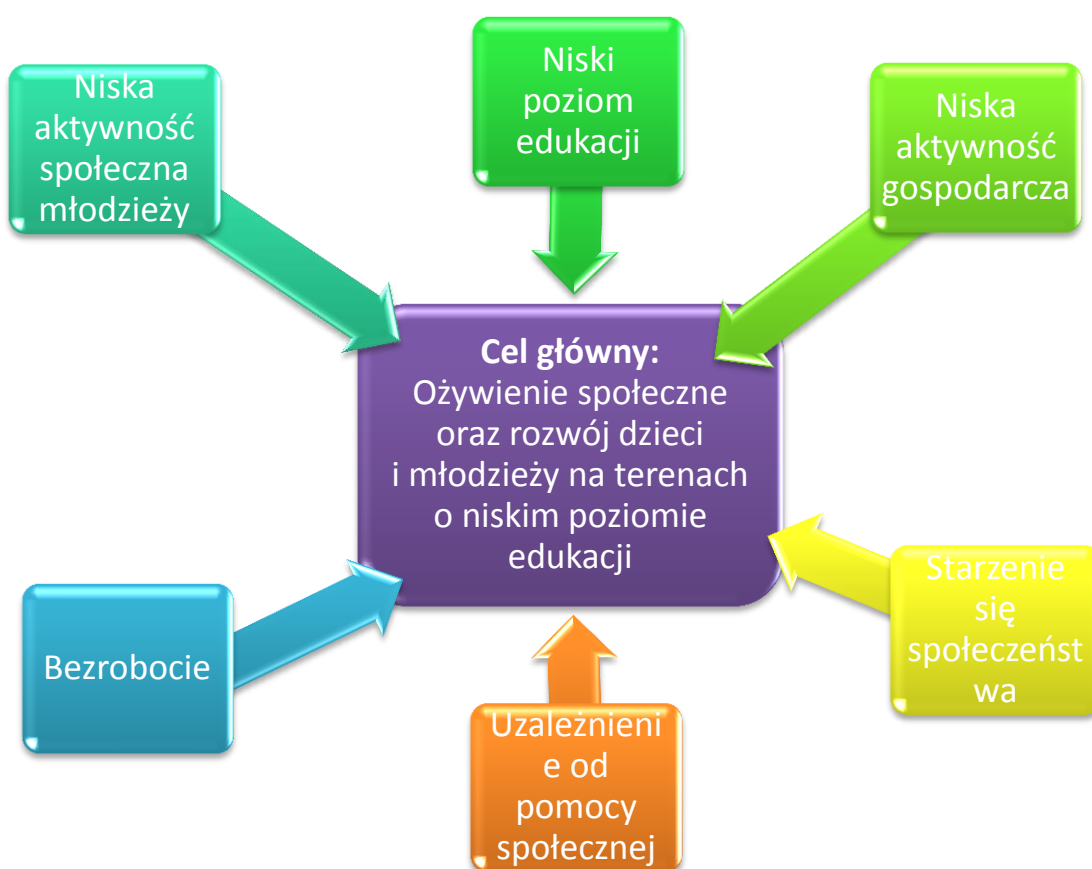 Niska
aktywność
społeczna
młodzieży
Niski
poziom
edukacji
Niska
aktywność
gospodarcza
Cel główny:
Ożywienie społeczne
oraz rozwój dzieci
i młodzieży na terenach
o niskim poziomie
edukacji
Bezrobocie
Uzależnieni
e od
pomocy
społecznej
Starzenie
się
społeczeńst
wa